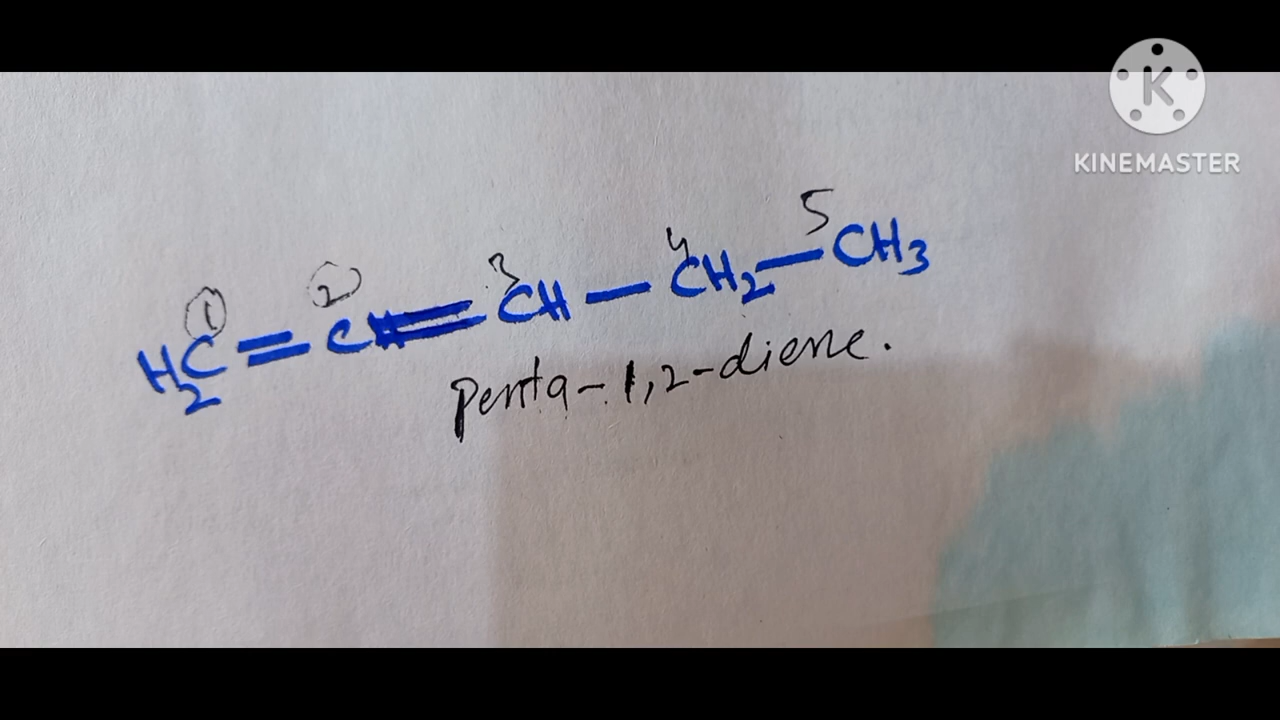 K
KINEMASTER
1 2 3 4 5
H2C = C = CH — CH2 — CH3
penta-1,2-diene.